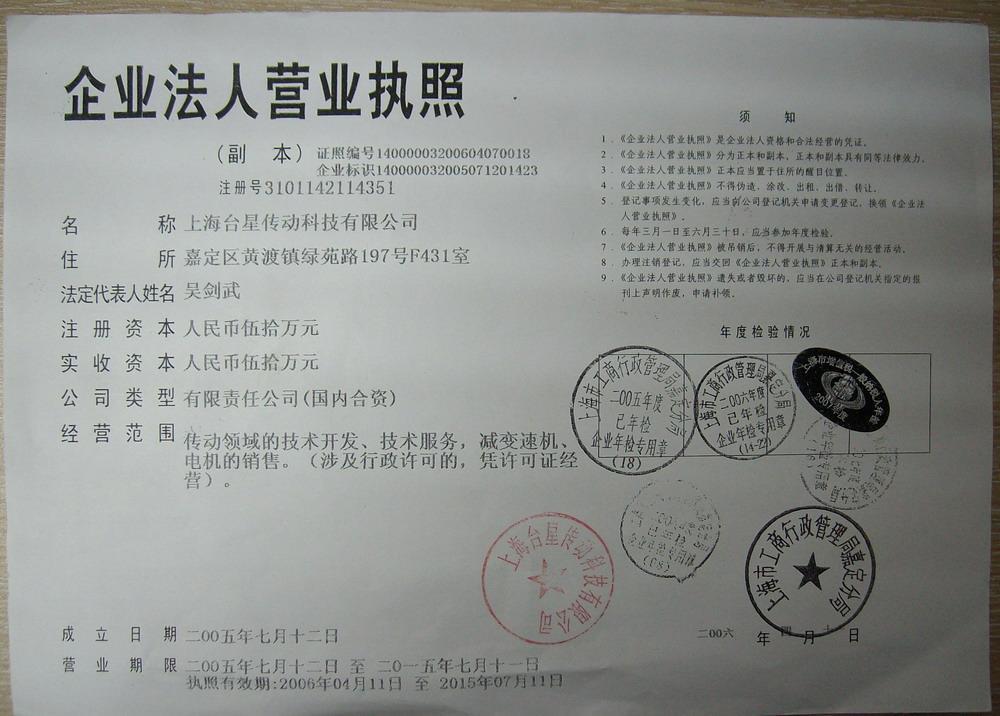 企业法人营业执照
（副 本） 证照编号14000003200604070018
企业标识140000032005071201423
注册号3101142114351
名 称 上海台星传动科技有限公司
住 所 嘉定区黄渡镇绿苑路197号F431室
法定代表人姓名 吴剑武
注 册 资 本 人民币伍拾万元
实 收 资 本 人民币伍拾万元
公 司 类 型 有限责任公司(国内合资)
经 营 范 围 传动领域的技术开发、技术服务，减变速机、
电机的销售。（涉及行政许可的，凭许可证经
营）。
成 立 日 期 二00五年七月十二日
营 业 期 限 二00五年七月十二日 至 二0一五年七月十一日
执照有效期:2006年04月11日 至 2015年07月11日
须 知
1．《企业法人营业执照》是企业法人资格和合法经营的凭证。
2．《企业法人营业执照》分为正本和副本，正本和副本具有同等法律效力。
3．《企业法人营业执照》正本应当置于住所的醒目位置。
4．《企业法人营业执照》不得伪造、涂改、出租、出借、转让。
5．登记事项发生变化，应当向公司登记机关申请变更登记，换领《企业法
人营业执照》。
6．每年三月一日至六月三十日，应当参加年度检验。
7．《企业法人营业执照》被吊销后，不得开展与清算无关的经营活动。
8．办理注销登记，应当交回《企业法人营业执照》正本和副本。
9．《企业法人营业执照》遗失或者毁坏的，应当在公司登记机关指定的报
刊上声明作废，申请补领。
年度检验情况
上海市工商行政管理局嘉定分局
二00五年度
已年检
企业年检专用章
(18)
上海市工商行政管理局嘉定分局
二00六年度
已年检
企业年检专用章
(14-22)
上海台星传动科技有限公司
上海市工商行政管理局嘉定分局
二00六 年 四 月 十 日